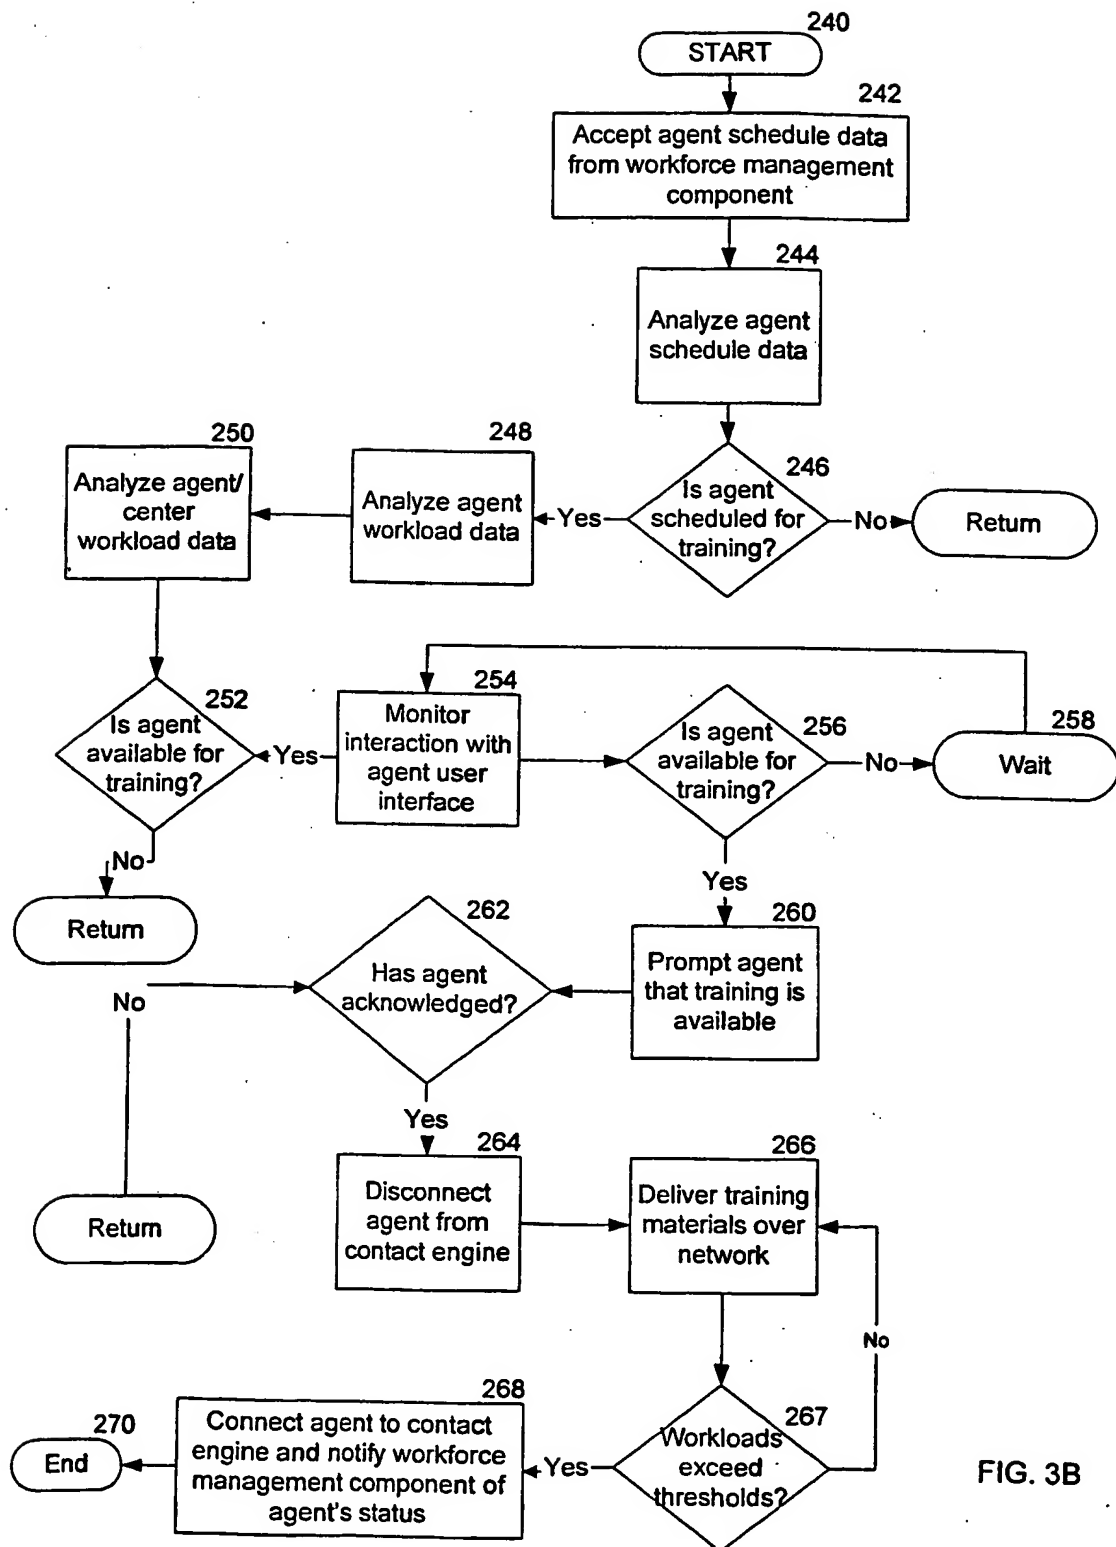 240
START
242
Accept agent schedule data
from workforce management
component
244
Analyze agent
schedule data
250
Analyze agent/
center
workload data
248
Analyze agent
workload data
Yes
246
Is agent
scheduled for
training?
No
Return
252
Is agent
available for
training?
Yes
254
Monitor
interaction with
agent user
interface
256
Is agent
available for
training?
No
258
Wait
No
Return
Yes
262
Has agent
acknowledged?
260
Prompt agent
that training is
available
No
Return
Yes
264
Disconnect
agent from
contact engine
266
Deliver training
materials over
network
No
270
End
268
Connect agent to contact
engine and notify workforce
management component of
agent's status
Yes
267
Workloads
exceed
thresholds?
FIG. 3B